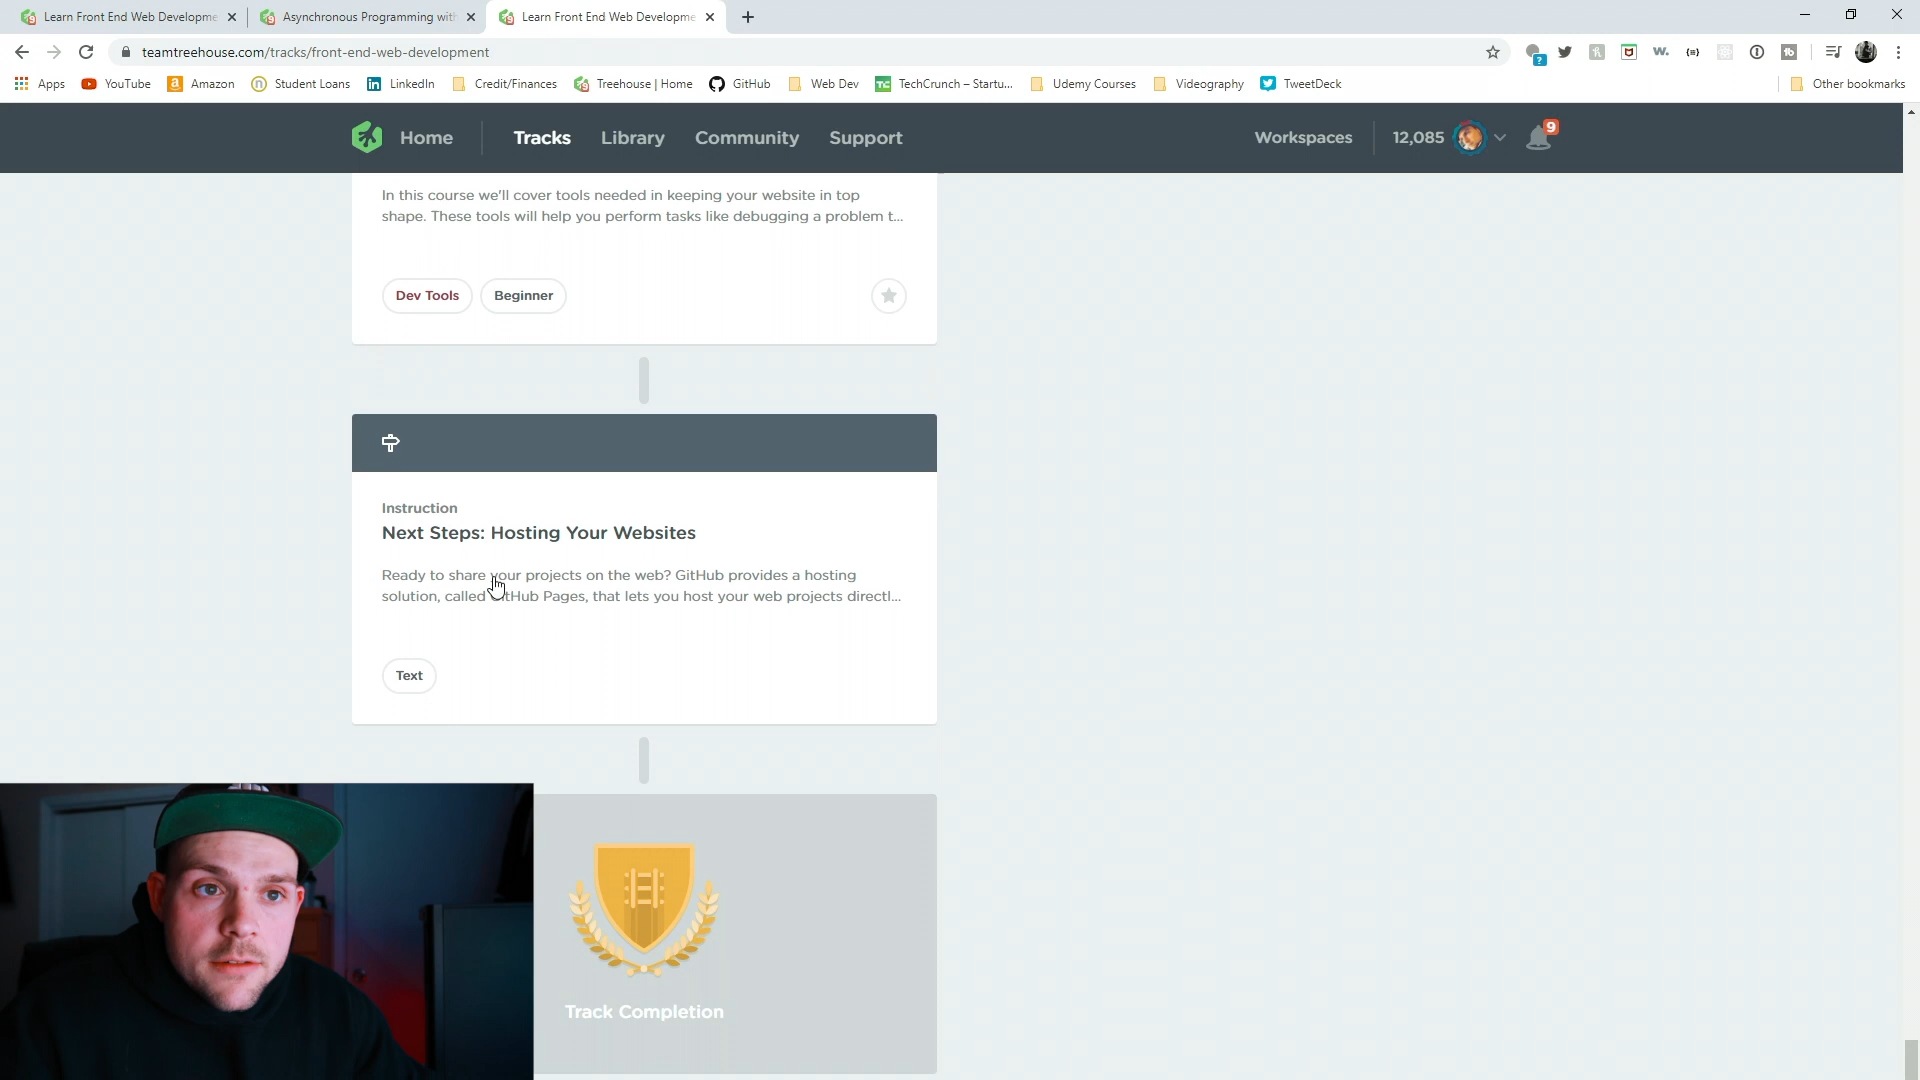 Learn Front End Web Developme
Asynchronous Programming with
Learn Front End Web Developme
teamtreehouse.com/tracks/front-end-web-development
Apps
YouTube
Amazon
Student Loans
LinkedIn
Credit/Finances
Treehouse | Home
GitHub
Web Dev
TechCrunch – Startu...
Udemy Courses
Videography
TweetDeck
Other bookmarks
Home
Tracks
Library
Community
Support
Workspaces
12,085
9
In this course we'll cover tools needed in keeping your website in top
shape. These tools will help you perform tasks like debugging a problem t...
Dev Tools
Beginner
Instruction
Next Steps: Hosting Your Websites
Ready to share your projects on the web? GitHub provides a hosting
solution, called GitHub Pages, that lets you host your web projects directl...
Text
Track Completion